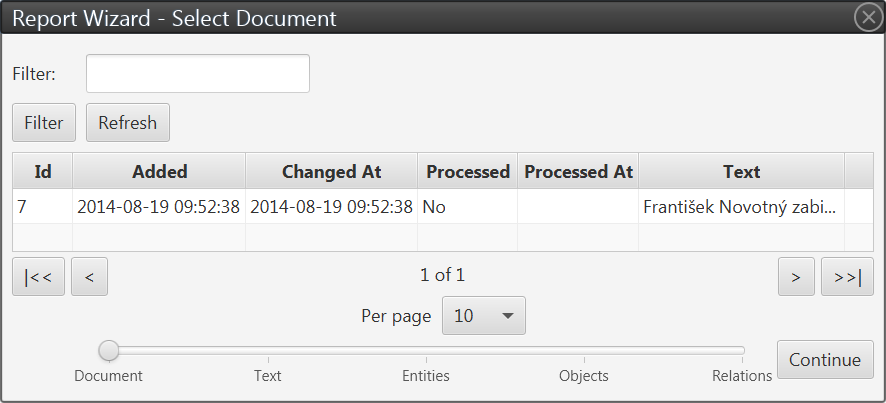 Report Wizard - Select Document
Filter:
Filter Refresh
Id Added Changed At Processed Processed At Text
7 2014-08-19 09:52:38 2014-08-19 09:52:38 No František Novotný zabi...
|<< < 1 of 1 > >>|
Per page 10
Continue
Document Text Entities Objects Relations